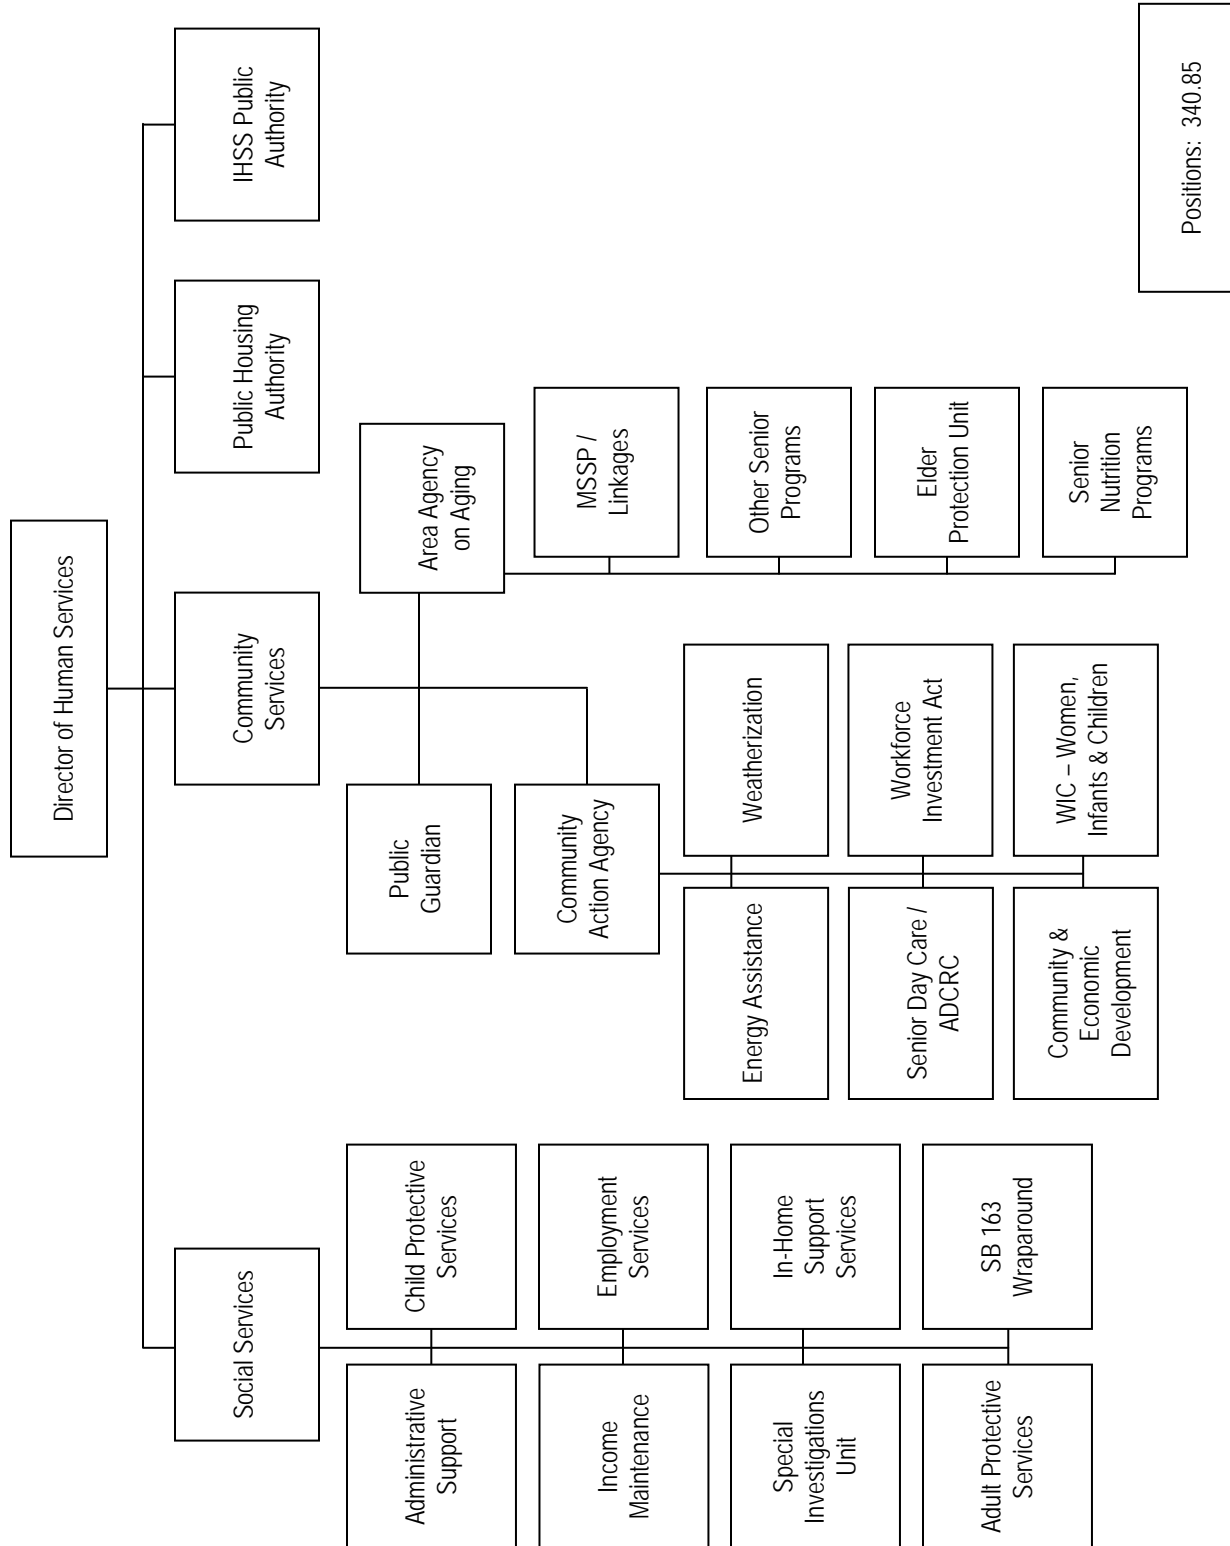 Director of Human Services
Social Services
Community
Services
Public Housing
Authority
IHSS Public
Authority
Administrative
Support
Child Protective
Services
Income
Maintenance
Employment
Services
Special
Investigations
Unit
In-Home
Support
Services
Adult Protective
Services
SB 163
Wraparound
Public
Guardian
Area Agency
on Aging
Community
Action Agency
Energy Assistance
Weatherization
Senior Day Care /
ADCRC
Workforce
Investment Act
Community &
Economic
Development
WIC – Women,
Infants & Children
MSSP /
Linkages
Other Senior
Programs
Elder
Protection Unit
Senior
Nutrition
Programs
Positions: 340.85